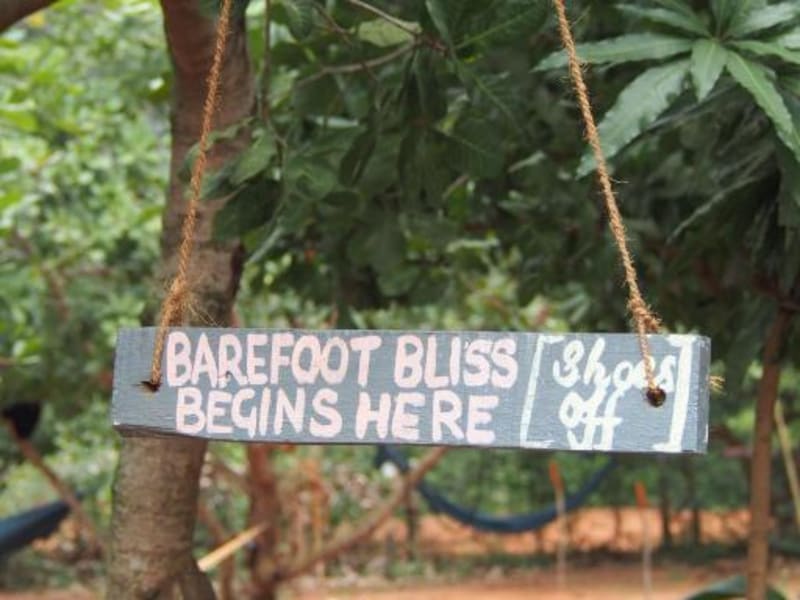 BAREFOOT BLISS
BEGINS HERE
[Shoes
off]